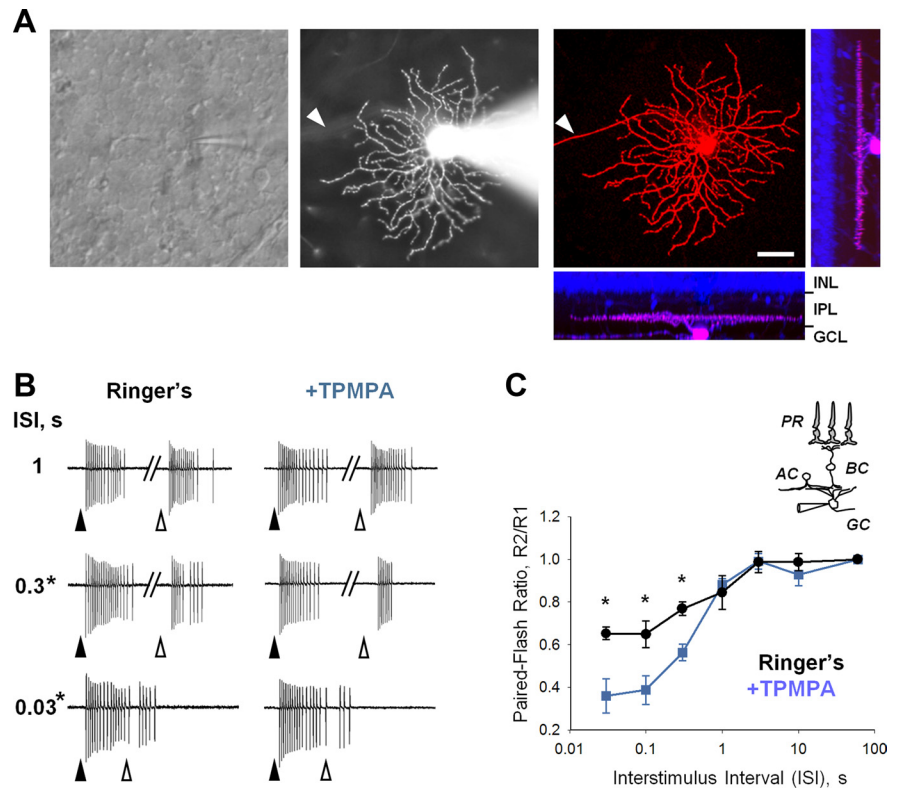 A
INL
IPL
GCL
B
Ringer's
+TPMPA
ISI, s
1
0.3*
0.03*
C
PR
AC
BC
GC
1.2
1.0
0.8
0.6
0.4
0.2
* * *
Ringer's
+TPMPA
0.01 0.1 1 10 100
Paired-Flash Ratio, R2/R1
Interstimulus Interval (ISI), s